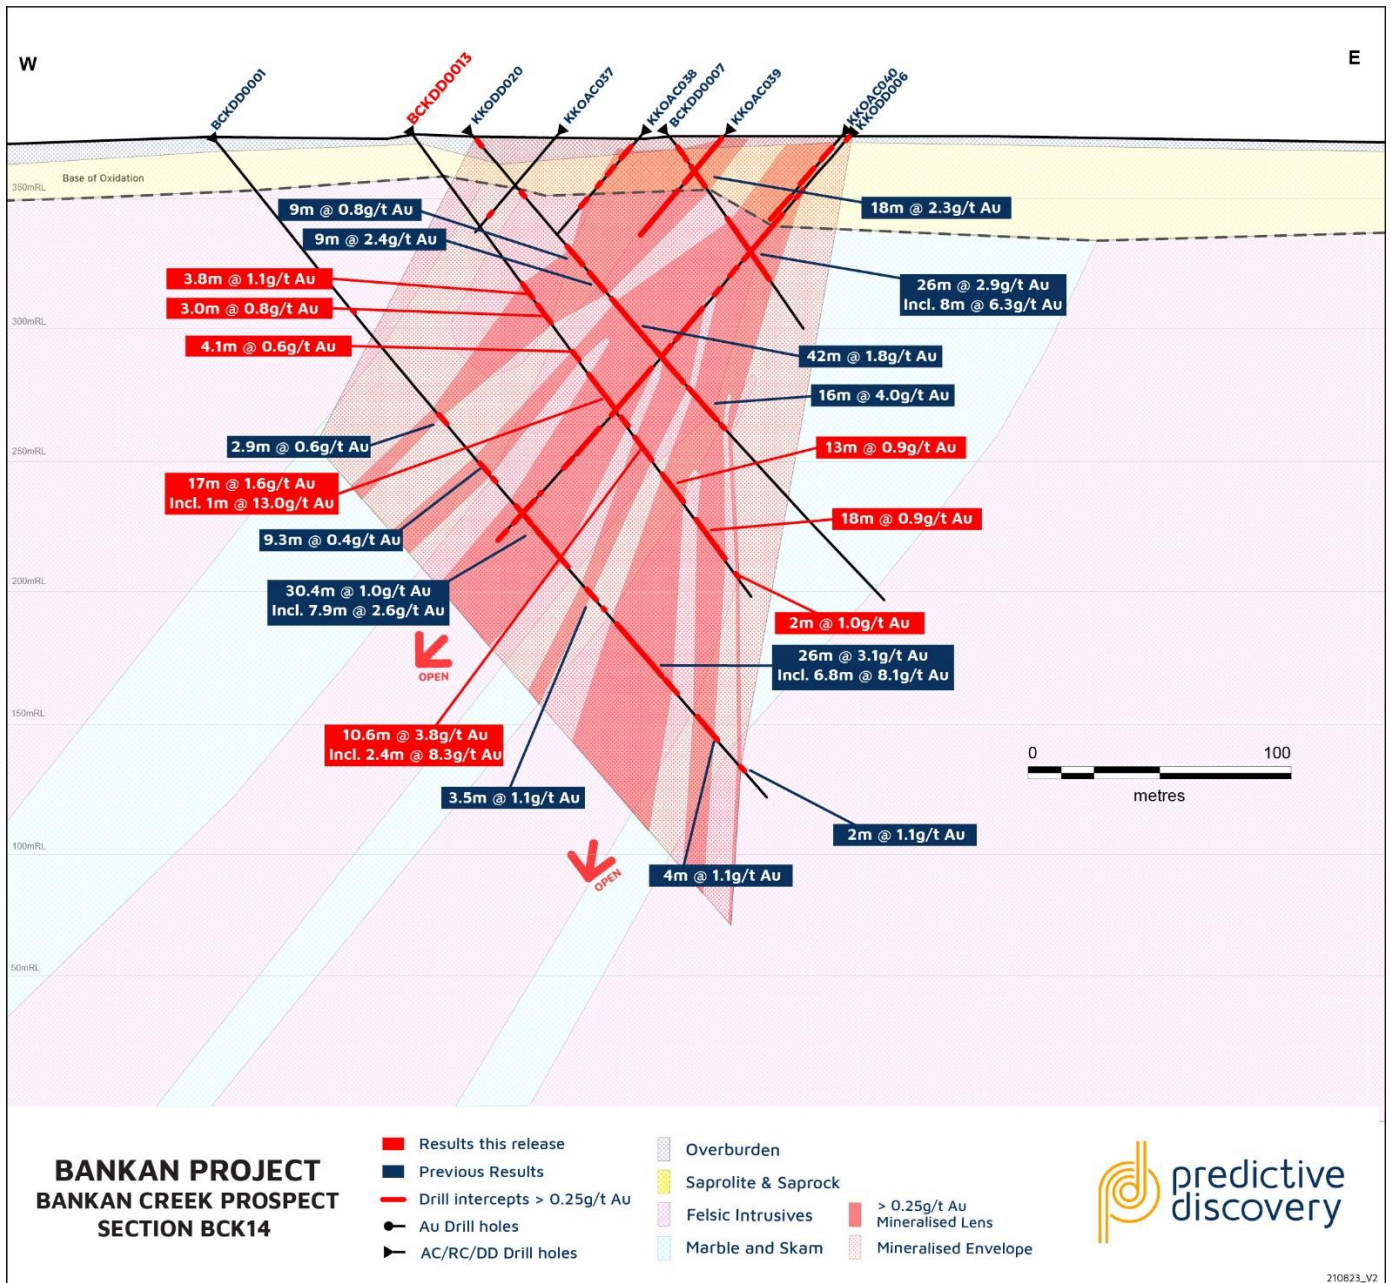 W
E
BCKDD0001
BCKDD0013
KKODD020
KKOAC037
KKOAC038
BCKDD0007
KKOAC039
KKOAC040
KKODD006
Base of Oxidation
350mRL
300mRL
250mRL
200mRL
150mRL
100mRL
50mRL
9m @ 0.8g/t Au
9m @ 2.4g/t Au
3.8m @ 1.1g/t Au
3.0m @ 0.8g/t Au
4.1m @ 0.6g/t Au
2.9m @ 0.6g/t Au
17m @ 1.6g/t Au
Incl. 1m @ 13.0g/t Au
9.3m @ 0.4g/t Au
30.4m @ 1.0g/t Au
Incl. 7.9m @ 2.6g/t Au
OPEN
10.6m @ 3.8g/t Au
Incl. 2.4m @ 8.3g/t Au
3.5m @ 1.1g/t Au
OPEN
18m @ 2.3g/t Au
26m @ 2.9g/t Au
Incl. 8m @ 6.3g/t Au
42m @ 1.8g/t Au
16m @ 4.0g/t Au
13m @ 0.9g/t Au
18m @ 0.9g/t Au
2m @ 1.0g/t Au
26m @ 3.1g/t Au
Incl. 6.8m @ 8.1g/t Au
2m @ 1.1g/t Au
4m @ 1.1g/t Au
0 100
metres
BANKAN PROJECT
BANKAN CREEK PROSPECT
SECTION BCK14
Results this release
Previous Results
Drill intercepts > 0.25g/t Au
Au Drill holes
AC/RC/DD Drill holes
Overburden
Saprolite & Saprock
Felsic Intrusives
Marble and Skam
> 0.25g/t Au
Mineralised Lens
Mineralised Envelope
predictive
discovery
210823_V2